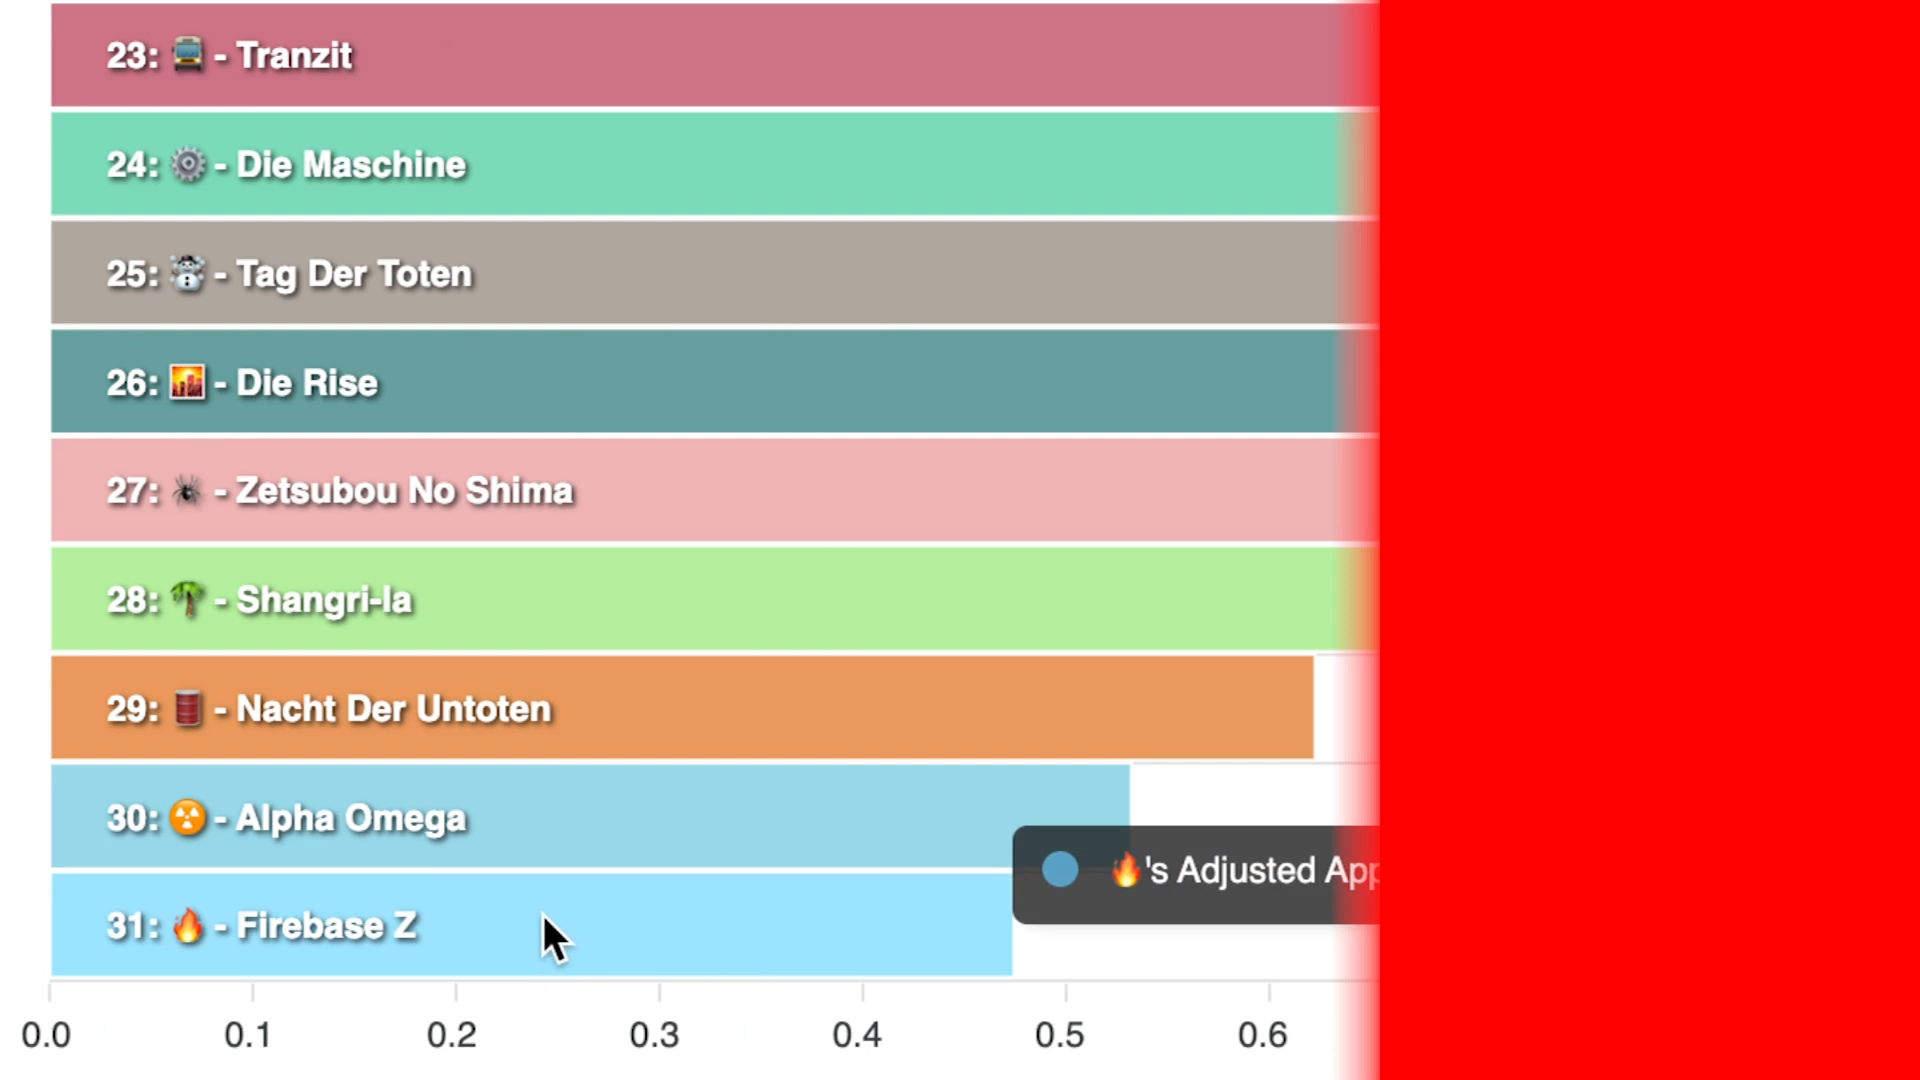 23: 🚍 - Tranzit
24: ⚙️ - Die Maschine
25: ☃️ - Tag Der Toten
26: 🌇 - Die Rise
27: 🕷️ - Zetsubou No Shima
28: 🌴 - Shangri-la
29: 🛢️ - Nacht Der Untoten
30: ☢️ - Alpha Omega
🔥's Adjusted App
31: 🔥 - Firebase Z
0.0 0.1 0.2 0.3 0.4 0.5 0.6